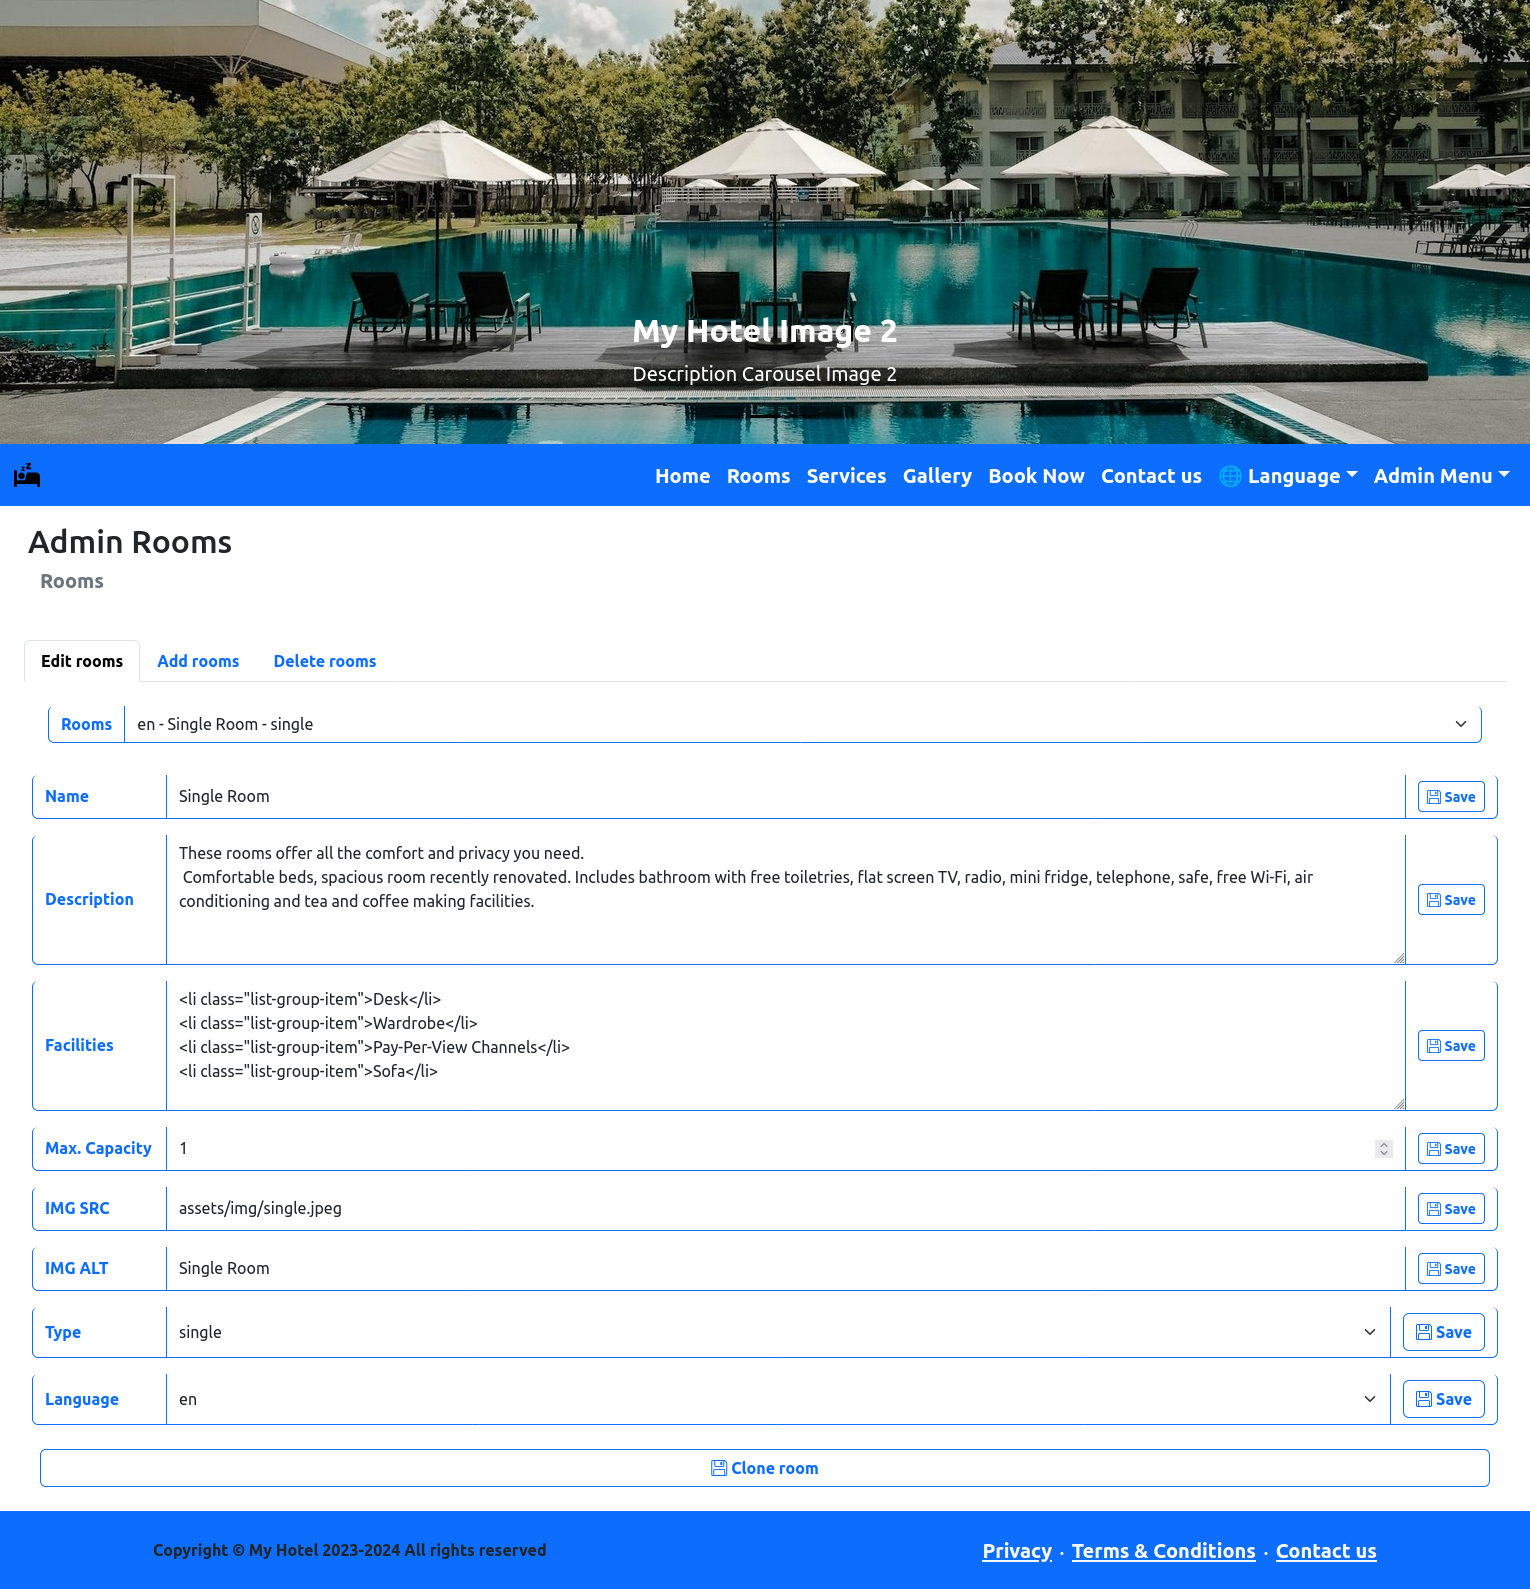 My Hotel Image 2
Description Carousel Image 2
Home Rooms Services Gallery Book Now Contact us 🌐 Language Admin Menu
Admin Rooms
Rooms
Edit rooms Add rooms Delete rooms
Rooms en - Single Room - single
Name Single Room Save
These rooms offer all the comfort and privacy you need.
Comfortable beds, spacious room recently renovated. Includes bathroom with free toiletries, flat screen TV, radio, mini fridge, telephone, safe, free Wi-Fi, air
Description Save
conditioning and tea and coffee making facilities.
<li class="list-group-item">Desk</li>
<li class="list-group-item">Wardrobe</li>
Facilities Save
<li class="list-group-item">Pay-Per-View Channels</li>
<li class="list-group-item">Sofa</li>
Max. Capacity 1 Save
IMG SRC assets/img/single.jpeg Save
IMG ALT Single Room Save
Type single Save
Language en Save
Clone room
Copyright © My Hotel 2023-2024 All rights reserved Privacy · Terms & Conditions · Contact us